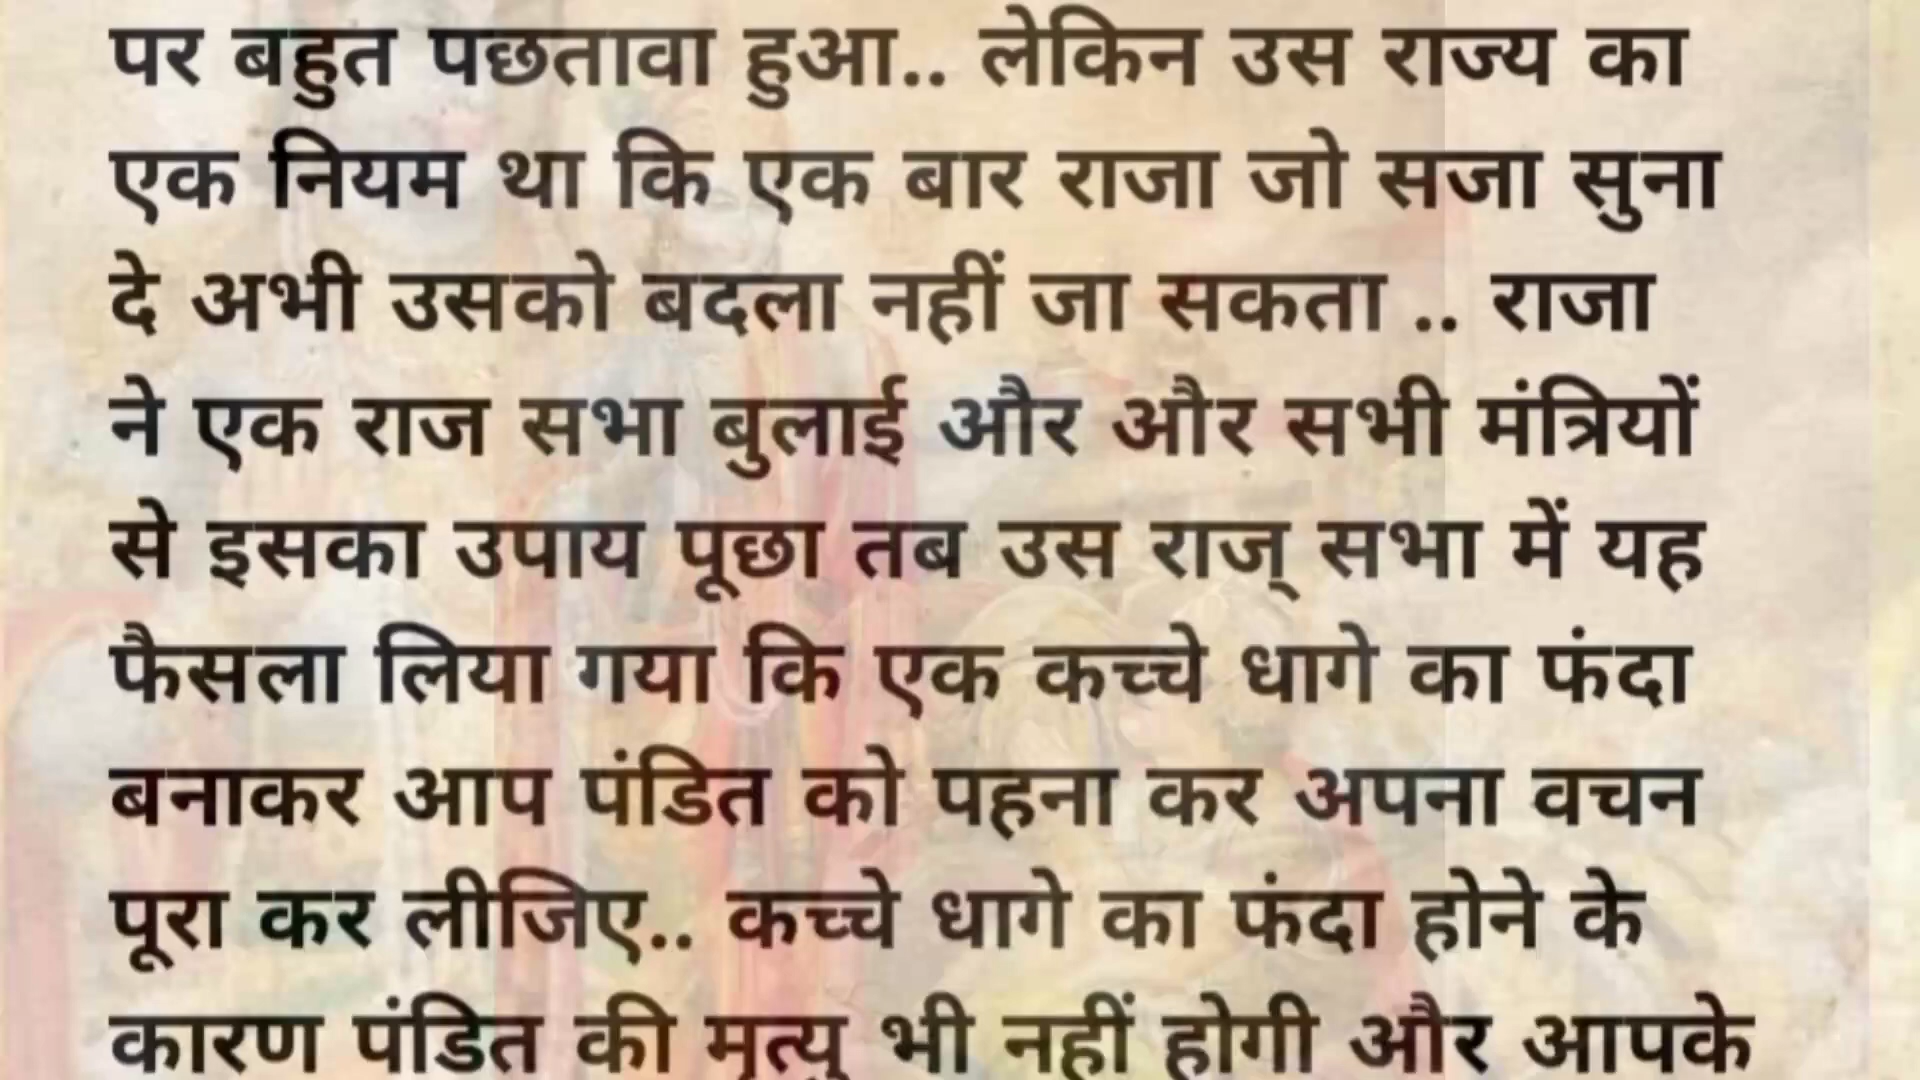 पर बहुत पछतावा हुआ.. लेकिन उस राज्य का
एक नियम था कि एक बार राजा जो सजा सुना
दे अभी उसको बदला नहीं जा सकता .. राजा
ने एक राज सभा बुलाई और और सभी मंत्रियों
से इसका उपाय पूछा तब उस राज् सभा में यह
फैसला लिया गया कि एक कच्चे धागे का फंदा
बनाकर आप पंडित को पहना कर अपना वचन
पूरा कर लीजिए.. कच्चे धागे का फंदा होने के
कारण पंडित की मृत्यु भी नहीं होगी और आपके